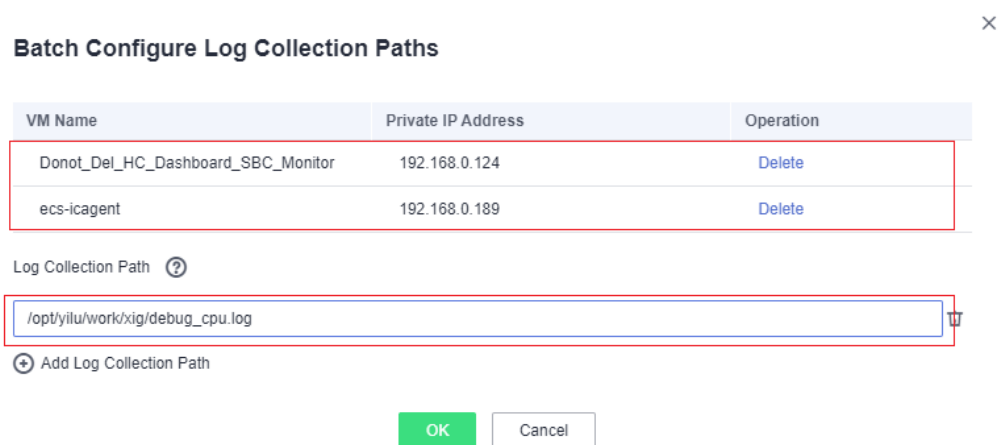 Batch Configure Log Collection Paths
VM Name Private IP Address Operation
Donot_Del_HC_Dashboard_SBC_Monitor 192.168.0.124 Delete
ecs-icagent 192.168.0.189 Delete
Log Collection Path ?
/opt/yilu/work/xig/debug_cpu.log
Add Log Collection Path
OK Cancel